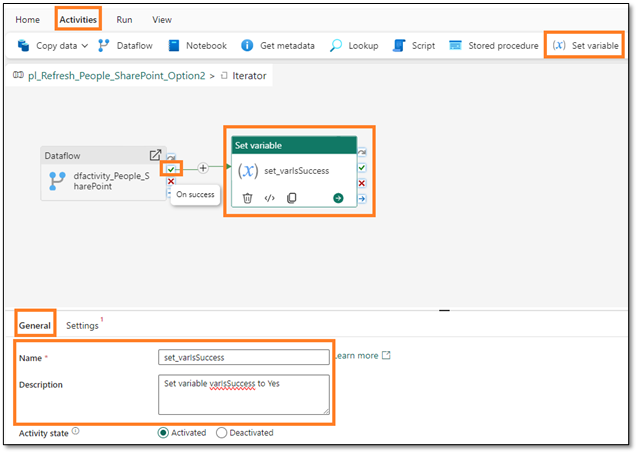 Home Activities Run View
Copy data Dataflow Notebook Get metadata Lookup Script Stored procedure (x) Set variable
pl_Refresh_People_SharePoint_Option2 > Iterator
Dataflow
dfactivity_People_S
harePoint
On success
Set variable
(x) set_varIsSuccess
General Settings 1
Name * set_varIsSuccess Learn more
Description Set variable varIsSuccess to Yes
Activity state Activated Deactivated